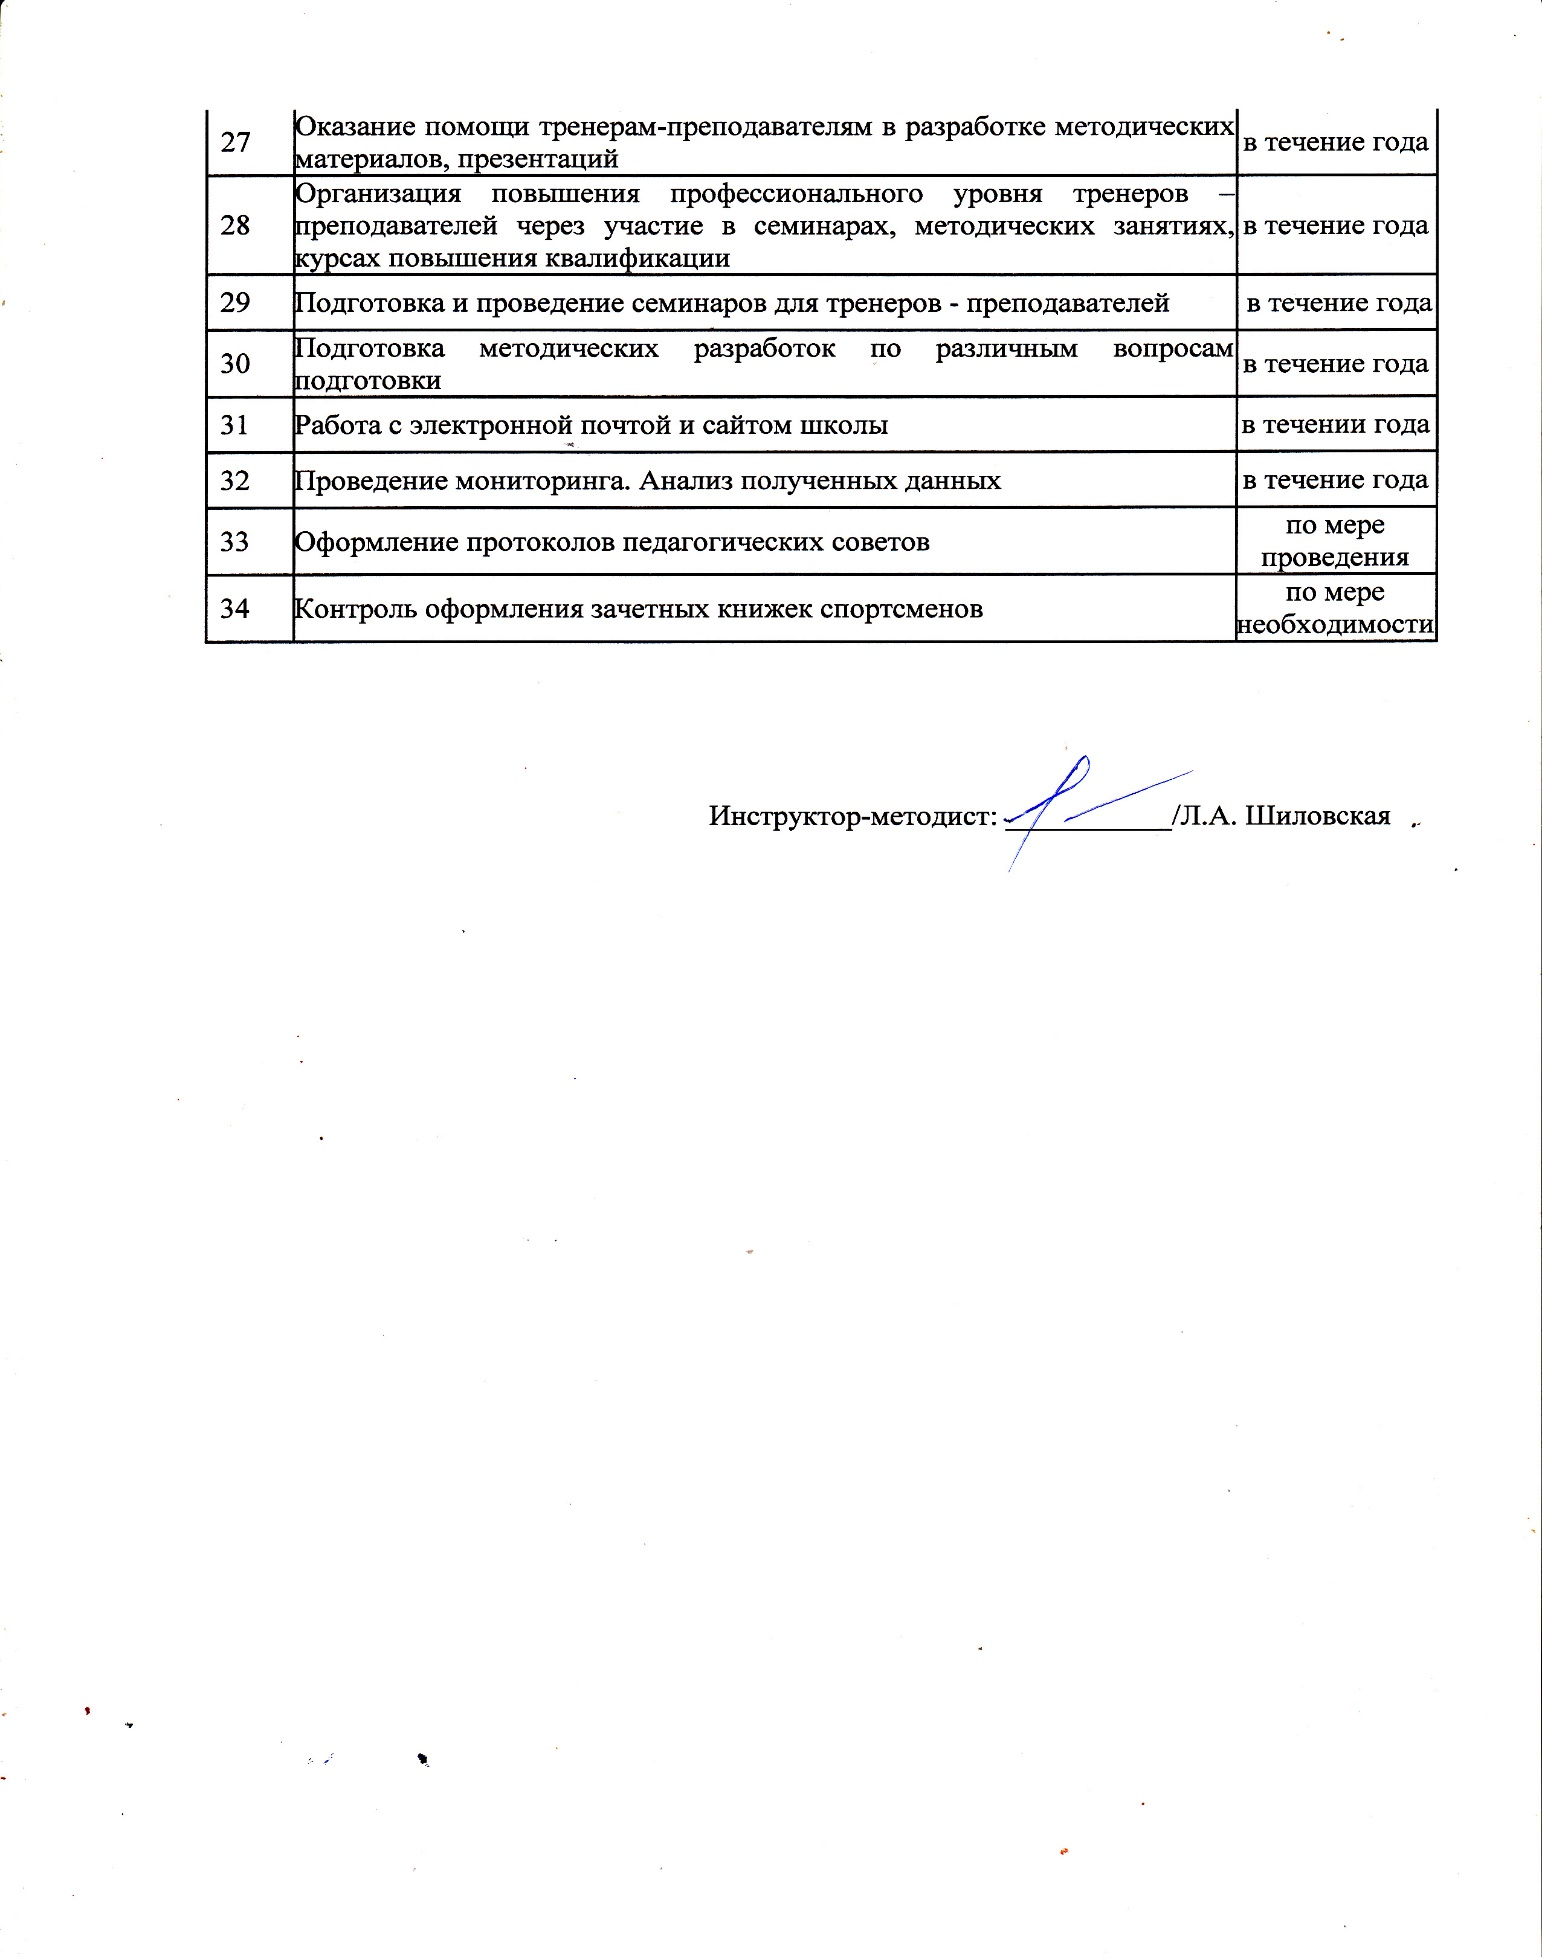 27 Оказание помощи тренерам-преподавателям в разработке методических
материалов, презентаций
в течение года
28 Организация повышения профессионального уровня тренеров –
преподавателей через участие в семинарах, методических занятиях,
курсах повышения квалификации
в течение года
29 Подготовка и проведение семинаров для тренеров - преподавателей в течение года
30 Подготовка методических разработок по различным вопросам
подготовки
в течение года
31 Работа с электронной почтой и сайтом школы в течении года
32 Проведение мониторинга. Анализ полученных данных в течение года
33 Оформление протоколов педагогических советов по мере
проведения
34 Контроль оформления зачетных книжек спортсменов по мере
необходимости
Инструктор-методист: ____________/Л.А. Шиловская